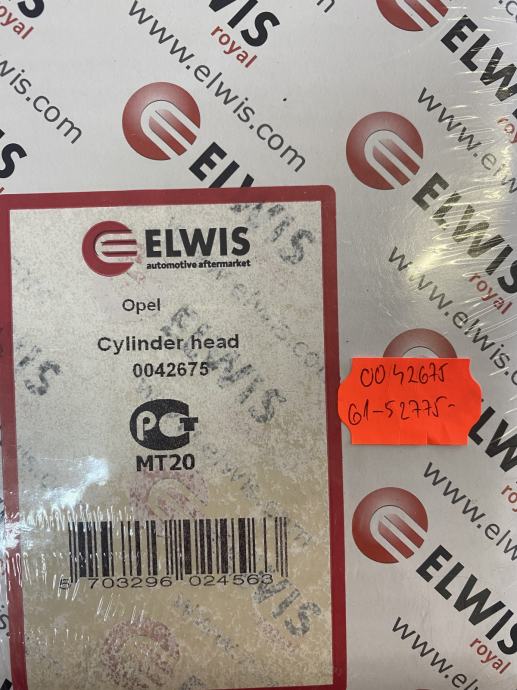 ELWIS
royal
www.elwis.com
ELWIS
automotive aftermarket
Opel
Cylinder head
0042675
PCT
MT20
5 703296 024563
0042675
61-52775-
www.elwis.com
ELWIS
royal